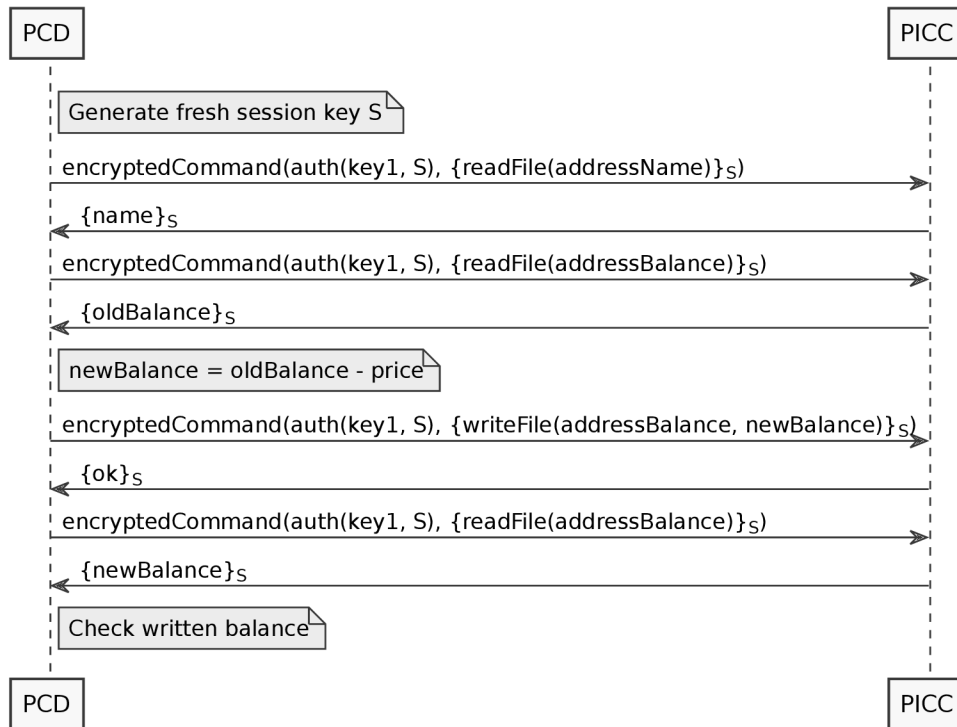 PCD PICC
Generate fresh session key S
encryptedCommand(auth(key1, S), {readFile(addressName)}S)
{name}S
encryptedCommand(auth(key1, S), {readFile(addressBalance)}S)
{oldBalance}S
newBalance = oldBalance - price
encryptedCommand(auth(key1, S), {writeFile(addressBalance, newBalance)}S)
{ok}S
encryptedCommand(auth(key1, S), {readFile(addressBalance)}S)
{newBalance}S
Check written balance
PCD PICC